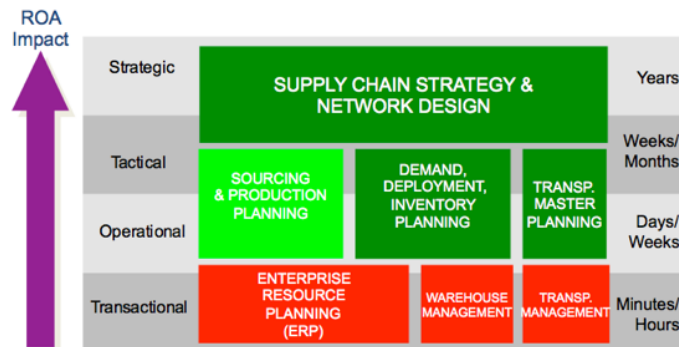 ROA
Impact
Strategic
SUPPLY CHAIN STRATEGY &
NETWORK DESIGN
Years
Tactical
Weeks/
Months
SOURCING
& PRODUCTION
PLANNING
DEMAND,
DEPLOYMENT,
INVENTORY
PLANNING
TRANSP.
MASTER
PLANNING
Operational
Days/
Weeks
Transactional
ENTERPRISE
RESOURCE
PLANNING
(ERP)
WAREHOUSE
MANAGEMENT
TRANSP.
MANAGEMENT
Minutes/
Hours